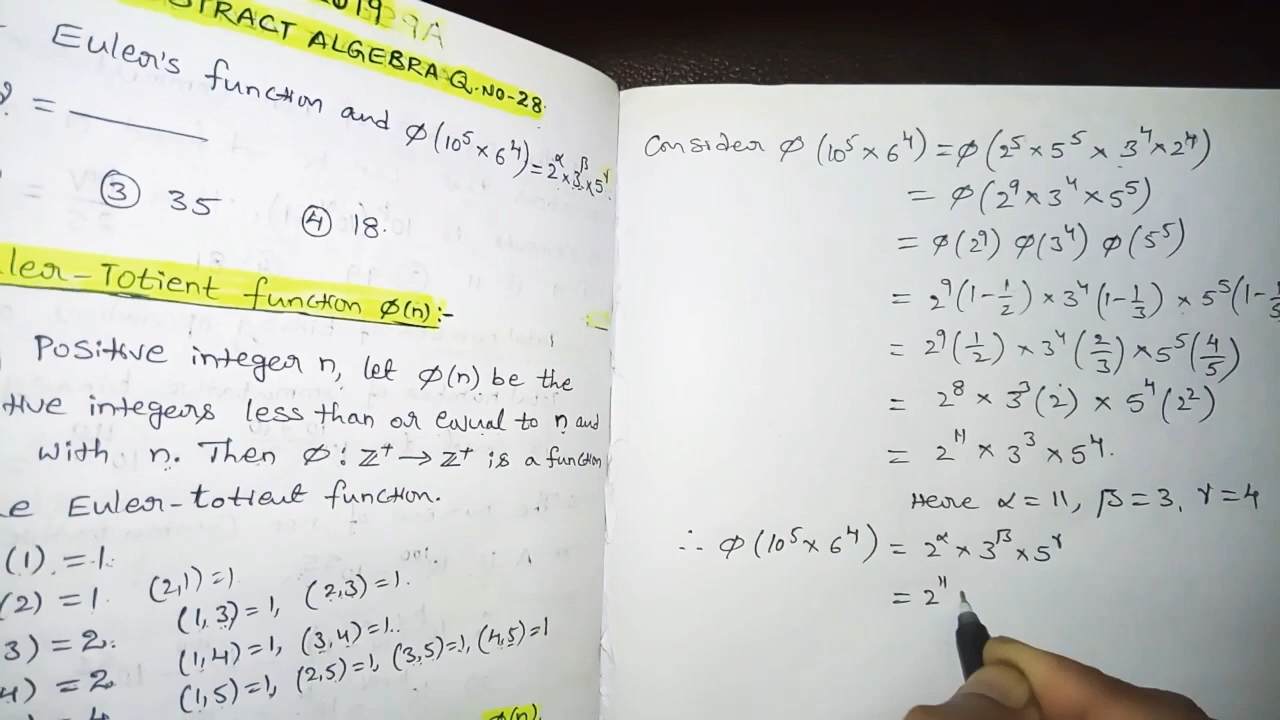 2019 39A
STRACT ALGEBRA Q.NO-28.
Euler's function and φ(10⁵×6⁴)=2^α×3^β×5^γ
γ = ________
③ 35 ④ 18.
ler-Totient function φ(n):-
Positive integer n, let φ(n) be the
tive integers less than or equal to n and
with n. Then φ: Z⁺→Z⁺ is a function
e Euler-totient function.
(1) = 1.
(2) = 1. (2,1)=1.
3) = 2. (1,3)=1, (2,3)=1.
4) = 2. (1,4)=1, (3,4)=1.
(1,5)=1, (2,5)=1, (3,5)=1, (4,5)=1
φ(n).
Consider φ(10⁵×6⁴)=φ(2⁵×5⁵×3⁴×2⁴)
= φ(2⁹×3⁴×5⁵)
= φ(2⁹) φ(3⁴) φ(5⁵)
= 2⁹(1-1/2)×3⁴(1-1/3)×5⁵(1-1/5
= 2⁹(1/2)×3⁴(2/3)×5⁵(4/5)
= 2⁸×3³(2)×5⁴(2²)
= 2¹¹×3³×5⁴.
Here α=11, β=3, γ=4
∴ φ(10⁵×6⁴) = 2^α×3^β×5^γ
= 2¹¹